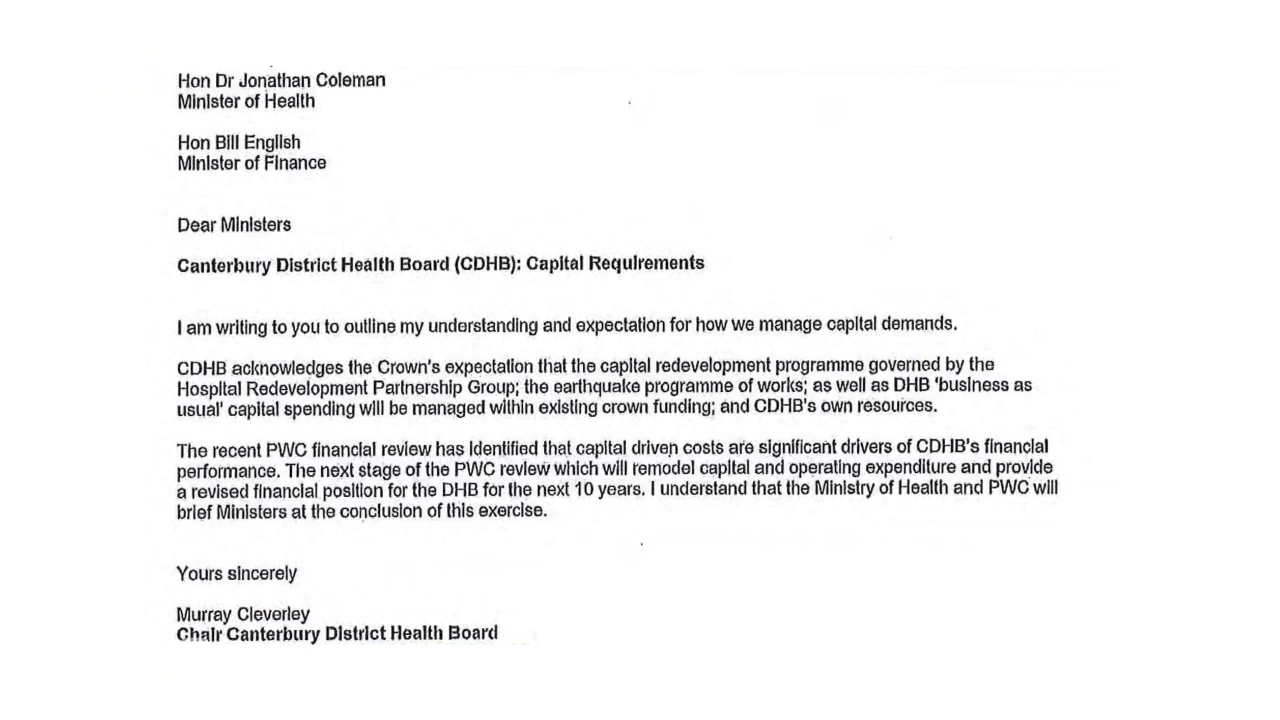 Hon Dr Jonathan Coleman
Minister of Health
Hon Bill English
Minister of Finance
Dear Ministers
Canterbury District Health Board (CDHB): Capital Requirements
I am writing to you to outline my understanding and expectation for how we manage capital demands.
CDHB acknowledges the Crown's expectation that the capital redevelopment programme governed by the
Hospital Redevelopment Partnership Group; the earthquake programme of works; as well as DHB 'business as
usual' capital spending will be managed within existing crown funding; and CDHB's own resources.
The recent PWC financial review has identified that capital driven costs are significant drivers of CDHB's financial
performance. The next stage of the PWC review which will remodel capital and operating expenditure and provide
a revised financial position for the DHB for the next 10 years. I understand that the Ministry of Health and PWC will
brief Ministers at the conclusion of this exercise.
Yours sincerely
Murray Cleverley
Chair Canterbury District Health Board